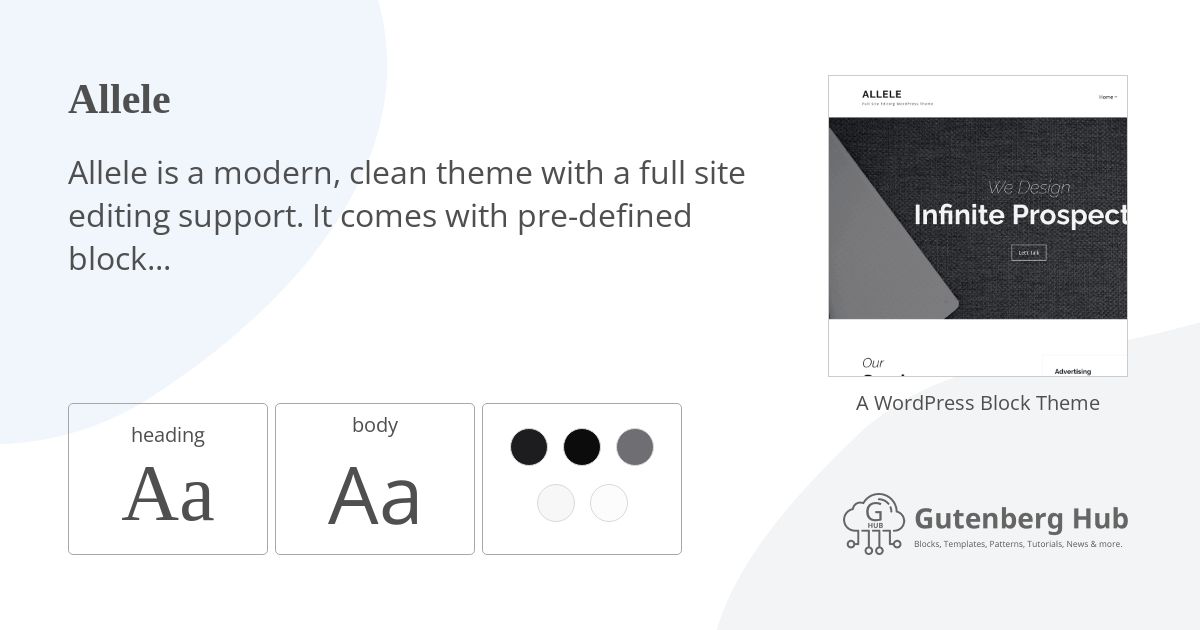 Allele
Allele is a modern, clean theme with a full site
editing support. It comes with pre-defined
block...
heading
Aa
body
Aa
ALLELE
Full Site Editing WordPress Theme
Home
We Design
Infinite Prospect
Let's Talk
Our
Advertising
A WordPress Block Theme
G
HUB
Gutenberg Hub
Blocks, Templates, Patterns, Tutorials, News & more.